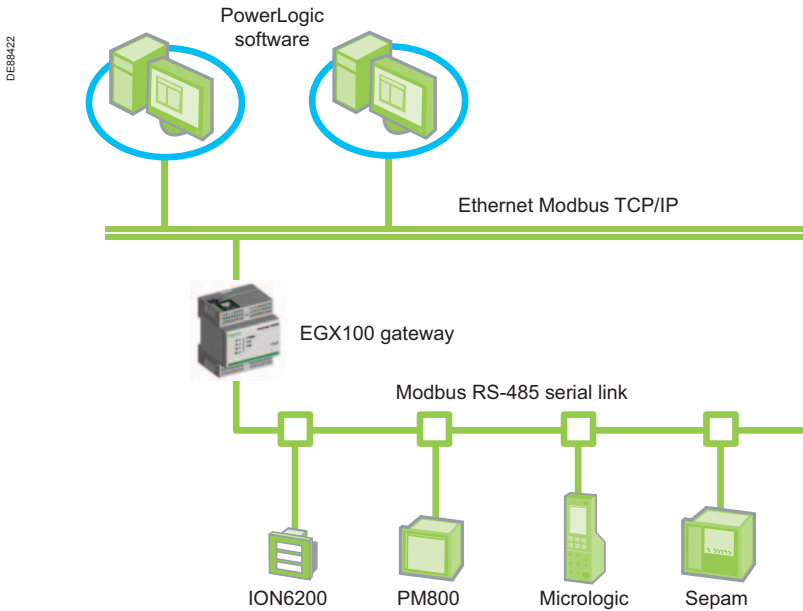 PowerLogic
software
DE88422
Ethernet Modbus TCP/IP
EGX100 gateway
Modbus RS-485 serial link
ION6200
PM800
Micrologic
Sepam